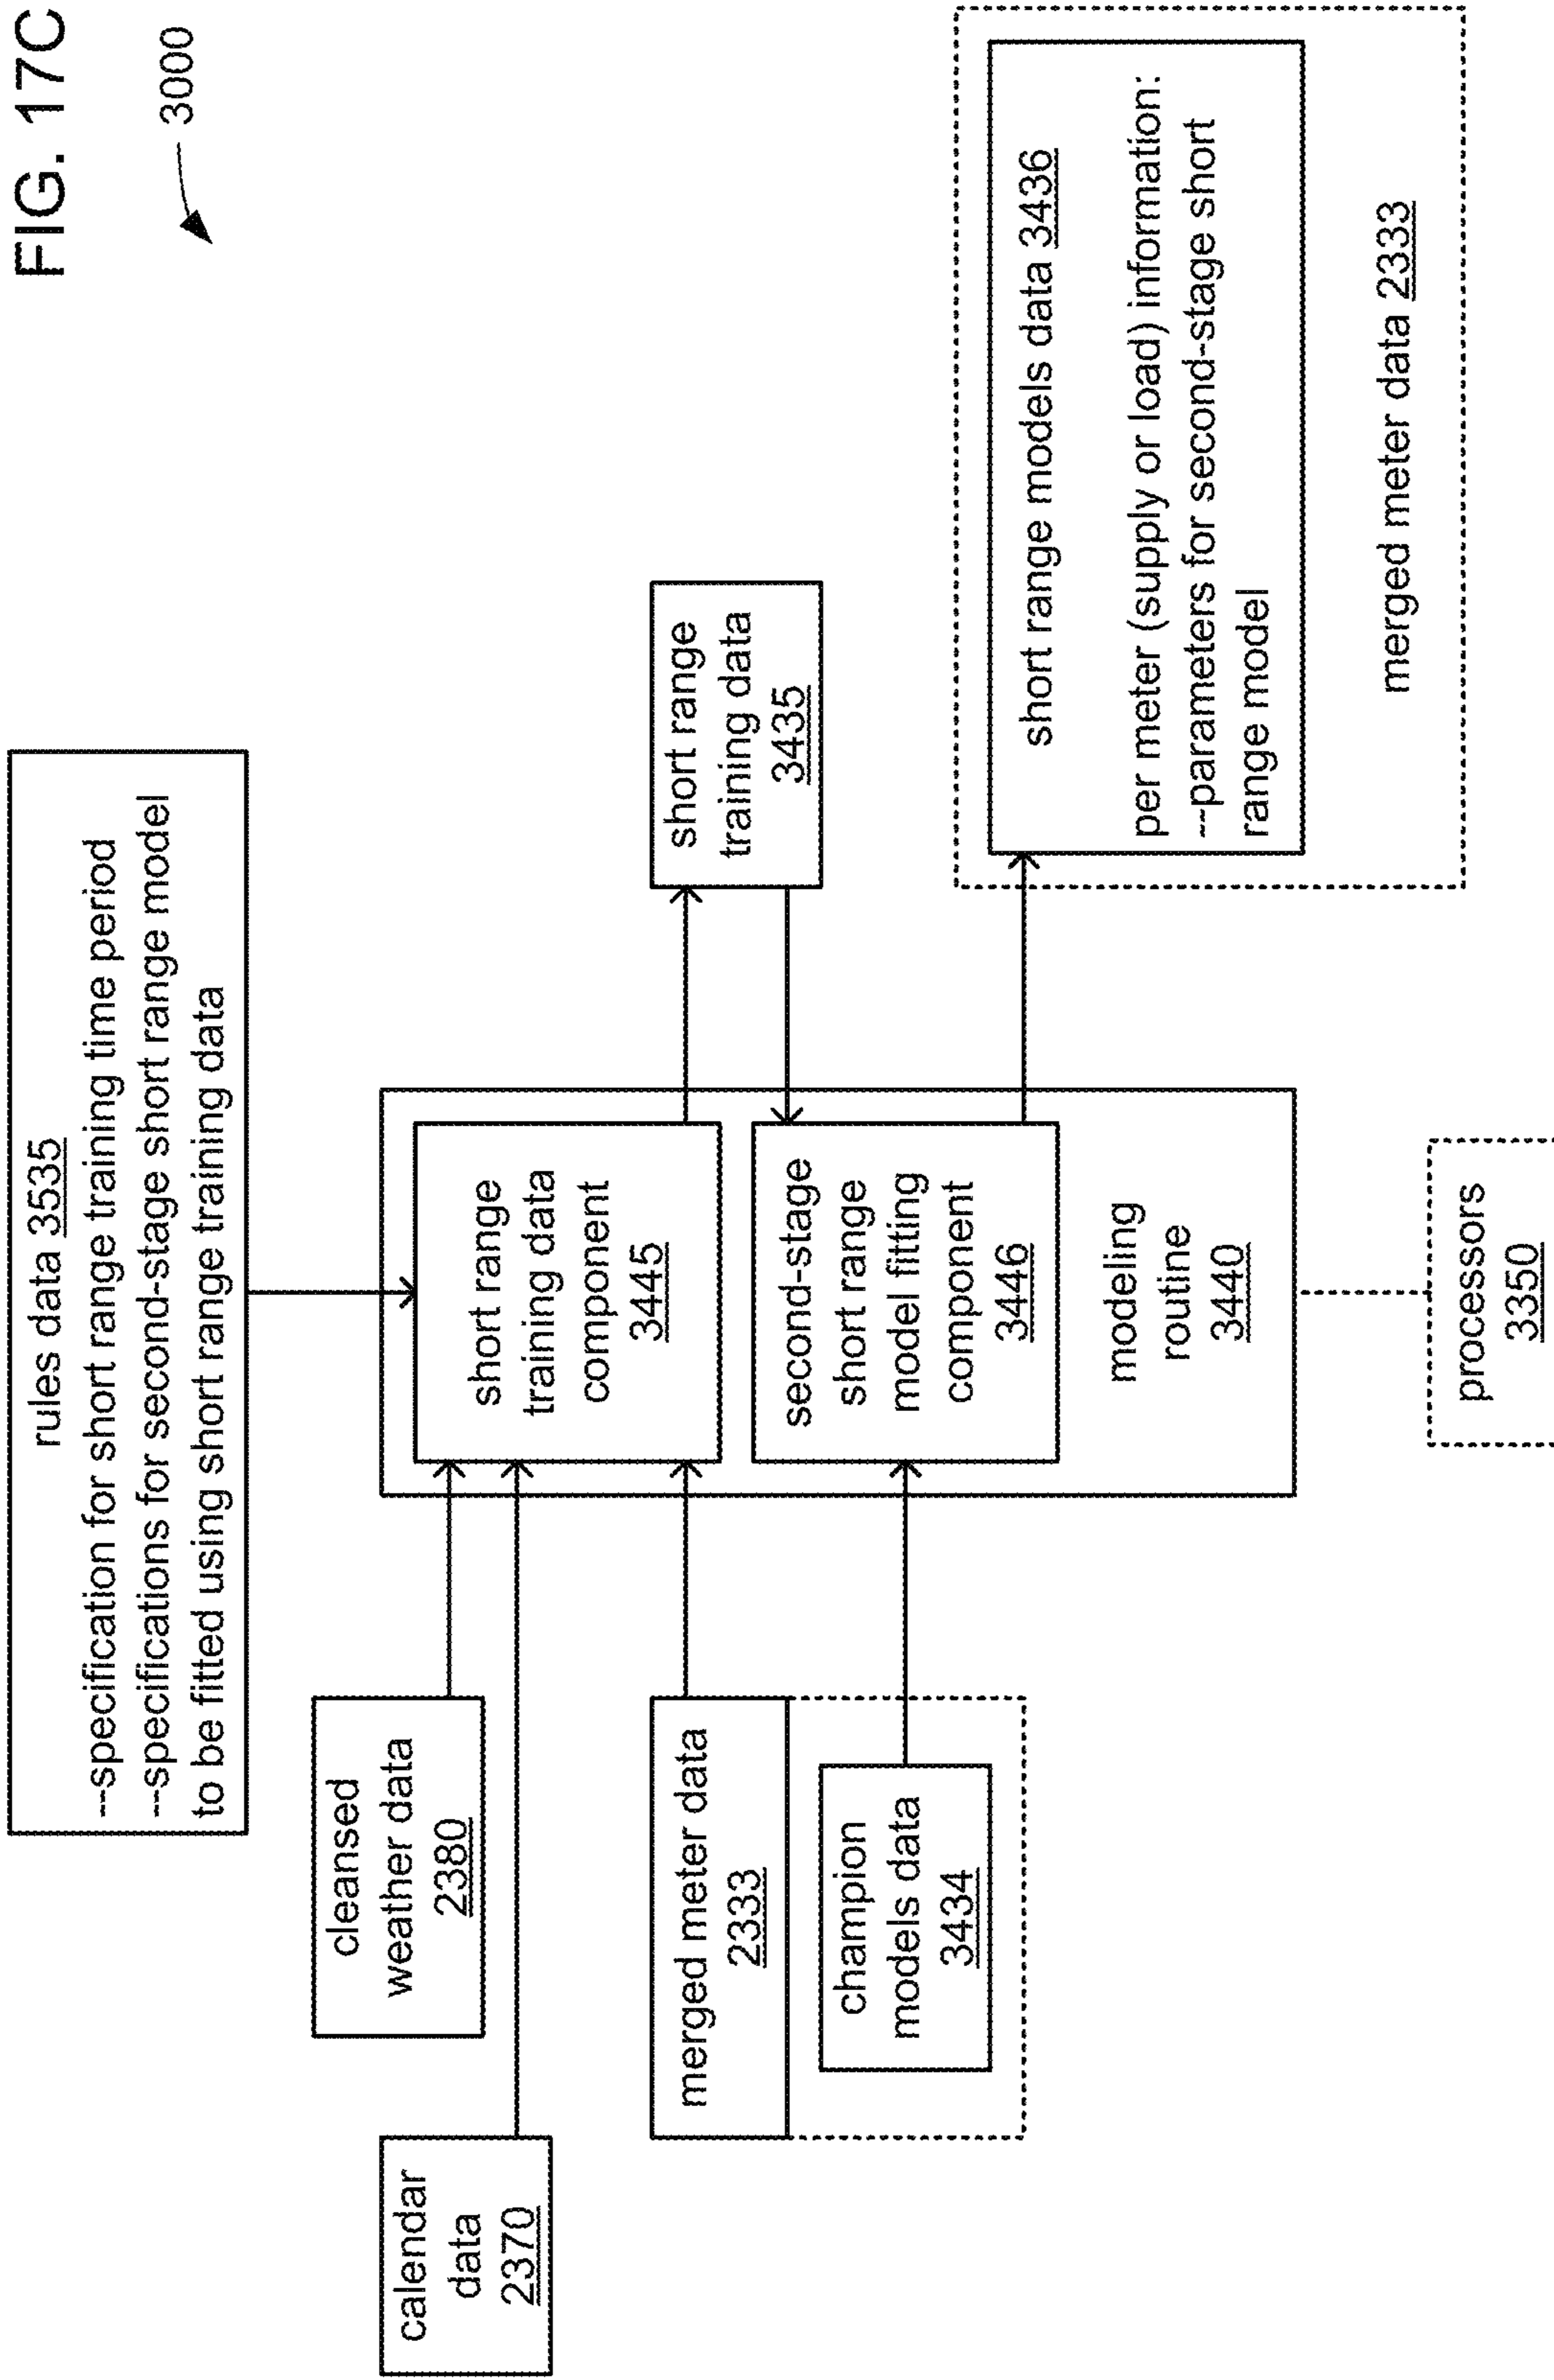 FIG. 17C
3000
rules data 3535
--specification for short range training time period
--specifications for second-stage short range model
to be fitted using short range training data
calendar
data
2370
cleansed
weather data
2380
merged meter data
2333
champion
models data
3434
short range
training data
component
3445
second-stage
short range
model fitting
component
3446
modeling
routine
3440
processors
3350
short range
training data
3435
short range models data 3436
per meter (supply or load) information:
--parameters for second-stage short
range model
merged meter data 2333